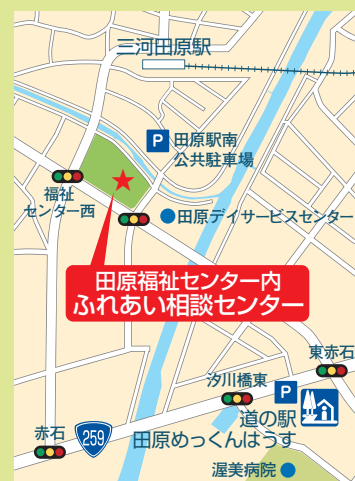 三河田原駅
P
田原駅南
公共駐車場
福祉
センター西
田原デイサービスセンター
田原福祉センター内
ふれあい相談センター
東赤石
汐川橋東
P
道の駅
田原めっくんはうす
赤石
259
渥美病院